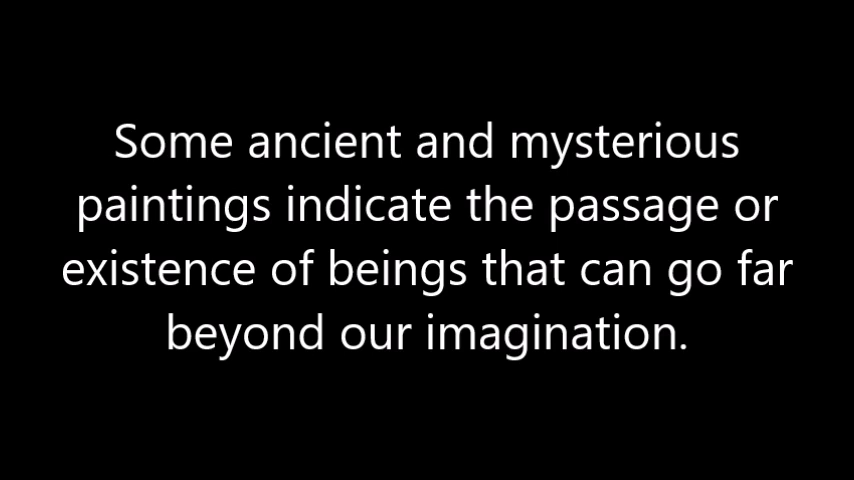 Some ancient and mysterious
paintings indicate the passage or
existence of beings that can go far
beyond our imagination.